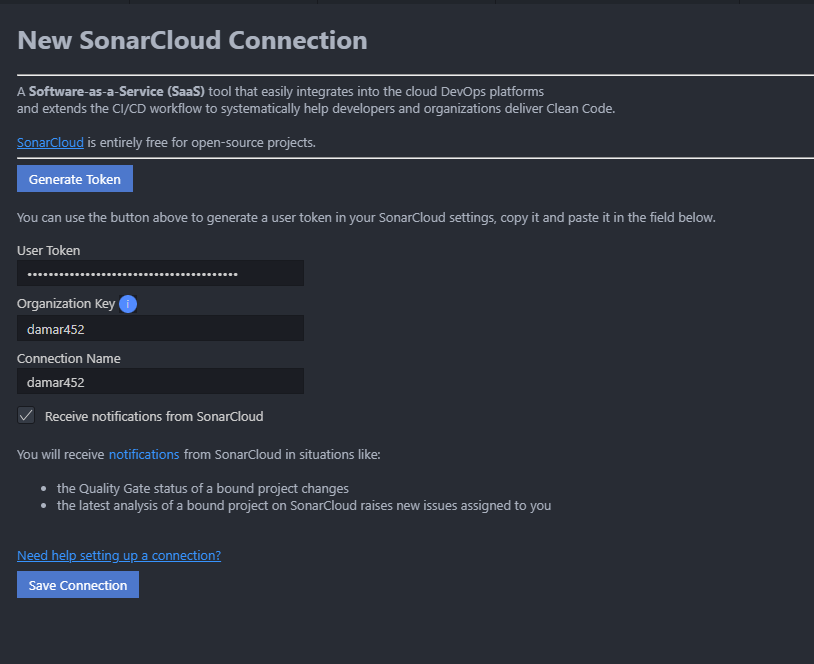 New SonarCloud Connection
A Software-as-a-Service (SaaS) tool that easily integrates into the cloud DevOps platforms
and extends the CI/CD workflow to systematically help developers and organizations deliver Clean Code.
SonarCloud is entirely free for open-source projects.
Generate Token
You can use the button above to generate a user token in your SonarCloud settings, copy it and paste it in the field below.
User Token
••••••••••••••••••••••••••••••••••••••••
Organization Key i
damar452
Connection Name
damar452
Receive notifications from SonarCloud
You will receive notifications from SonarCloud in situations like:
• the Quality Gate status of a bound project changes
• the latest analysis of a bound project on SonarCloud raises new issues assigned to you
Need help setting up a connection?
Save Connection